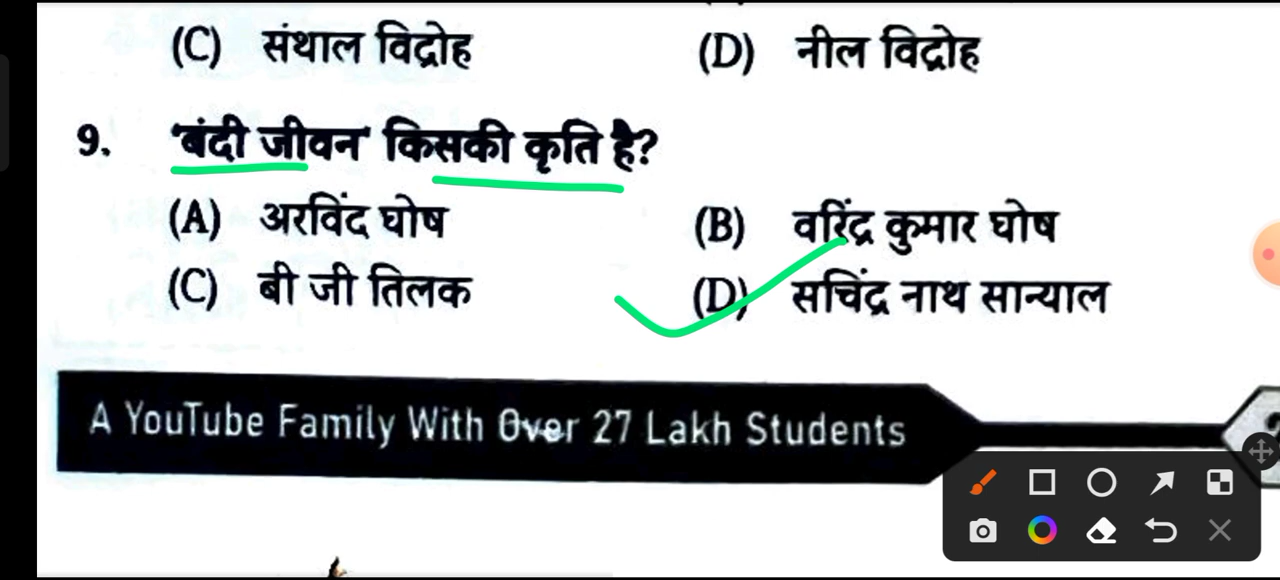 (C) संथाल विद्रोह (D) नील विद्रोह
9. 'बंदी जीवन' किसकी कृति है?
(A) अरविंद घोष (B) वरिंद्र कुमार घोष
(C) बी जी तिलक (D) सचिंद्र नाथ सान्याल
A YouTube Family With Over 27 Lakh Students